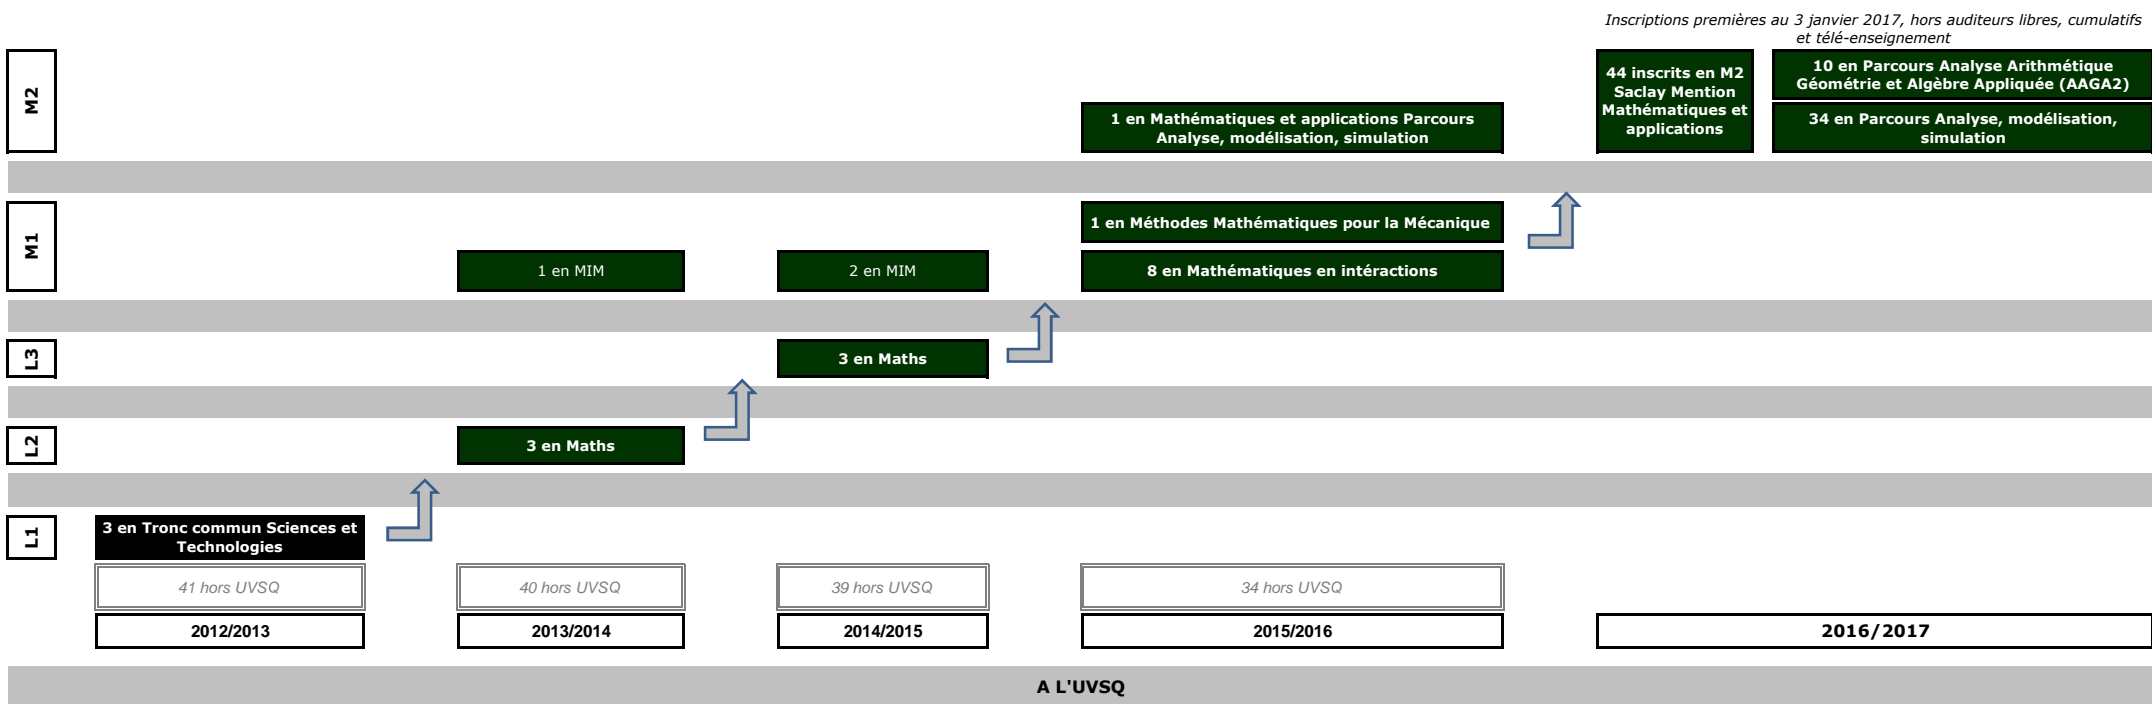 Inscriptions premières au 3 janvier 2017, hors auditeurs libres, cumulatifs
et télé-enseignement
M2
1 en Mathématiques et applications Parcours
Analyse, modélisation, simulation
44 inscrits en M2
Saclay Mention
Mathématiques et
applications
10 en Parcours Analyse Arithmétique
Géométrie et Algèbre Appliquée (AAGA2)
34 en Parcours Analyse, modélisation,
simulation
M1
1 en MIM
2 en MIM
1 en Méthodes Mathématiques pour la Mécanique
8 en Mathématiques en intéractions
L3
3 en Maths
L2
3 en Maths
L1
3 en Tronc commun Sciences et
Technologies
41 hors UVSQ
40 hors UVSQ
39 hors UVSQ
34 hors UVSQ
2012/2013
2013/2014
2014/2015
2015/2016
2016/2017
A L'UVSQ